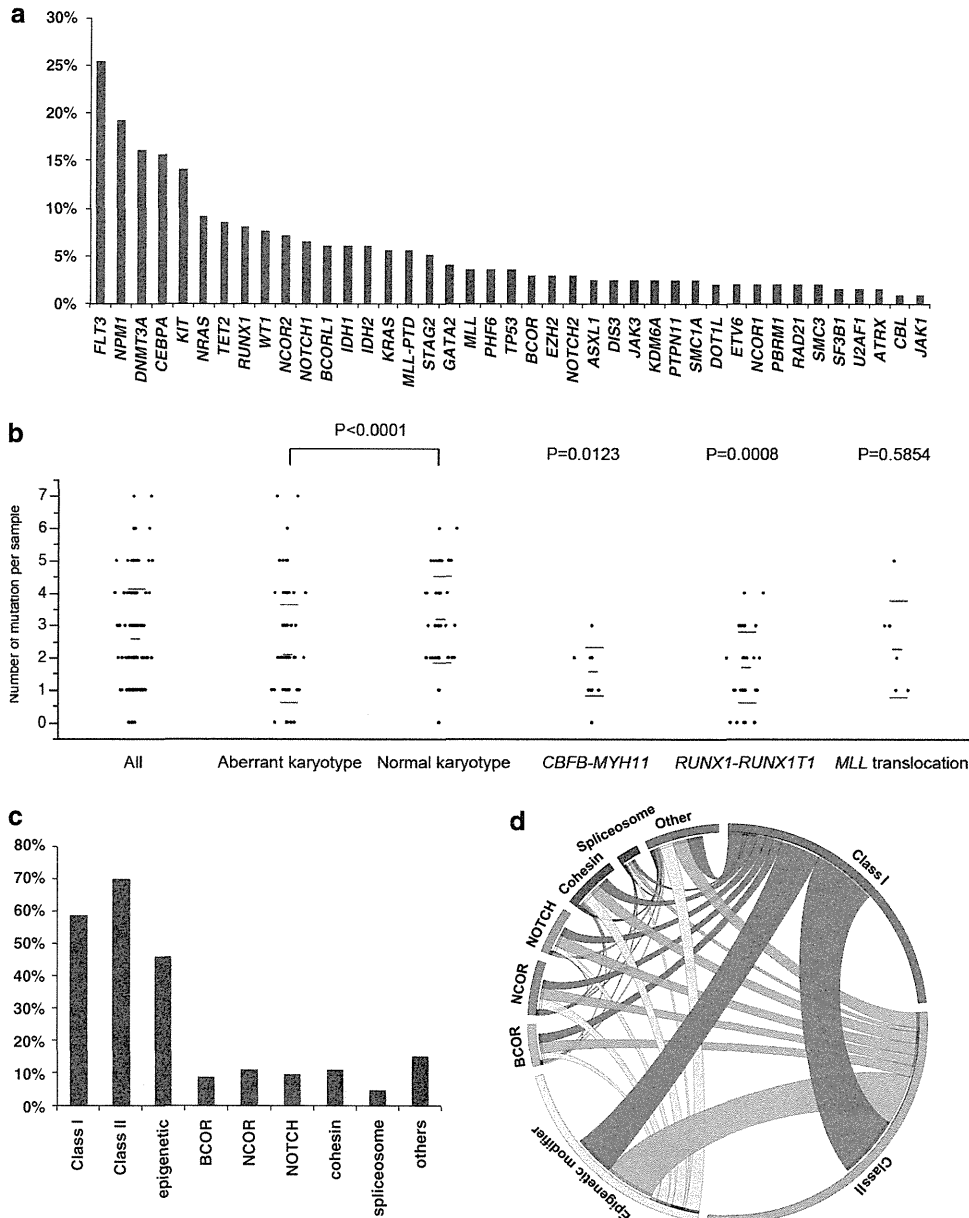 a
30%
25%
20%
15%
10%
5%
0%
FLT3
NPM1
DNMT3A
CEBPA
KIT
NRAS
TET2
RUNX1
WT1
NCOR2
NOTCH1
BCORL1
IDH1
IDH2
KRAS
MLL-PTD
STAG2
GATA2
MLL
PHF6
TP53
BCOR
EZH2
NOTCH2
ASXL1
DIS3
JAK3
KDM6A
PTPN11
SMC1A
DOT1L
ETV6
NCOR1
PBRM1
RAD21
SMC3
SF3B1
U2AF1
ATRX
CBL
JAK1
b
P<0.0001
P=0.0123
P=0.0008
P=0.5854
Number of mutation per sample
7
6
5
4
3
2
1
0
All
Aberrant karyotype
Normal karyotype
CBFB-MYH11
RUNX1-RUNX1T1
MLL translocation
c
80%
70%
60%
50%
40%
30%
20%
10%
0%
Class I
Class II
epigenetic
BCOR
NCOR
NOTCH
cohesin
spliceosome
others
d
Spliceosome
Other
Class I
Cohesin
NOTCH
NCOR
BCOR
Epigenetic modifier
Class II